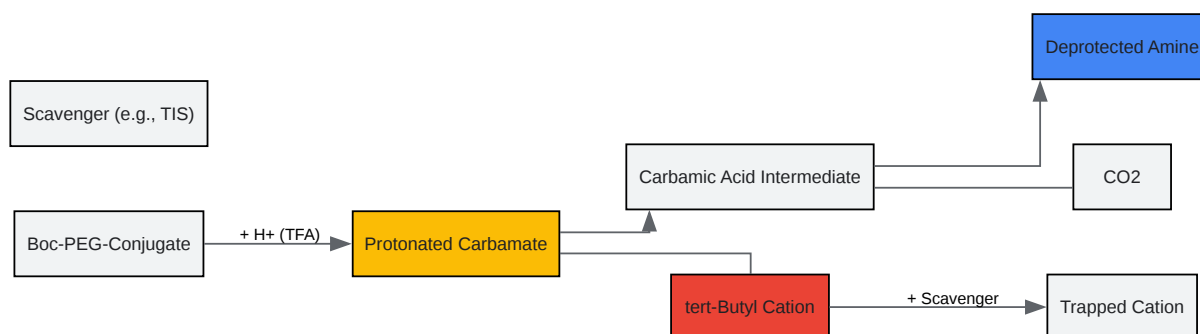 Deprotected Amine
Scavenger (e.g., TIS)
Carbamic Acid Intermediate
CO2
Boc-PEG-Conjugate
+ H+ (TFA)
Protonated Carbamate
tert-Butyl Cation
+ Scavenger
Trapped Cation